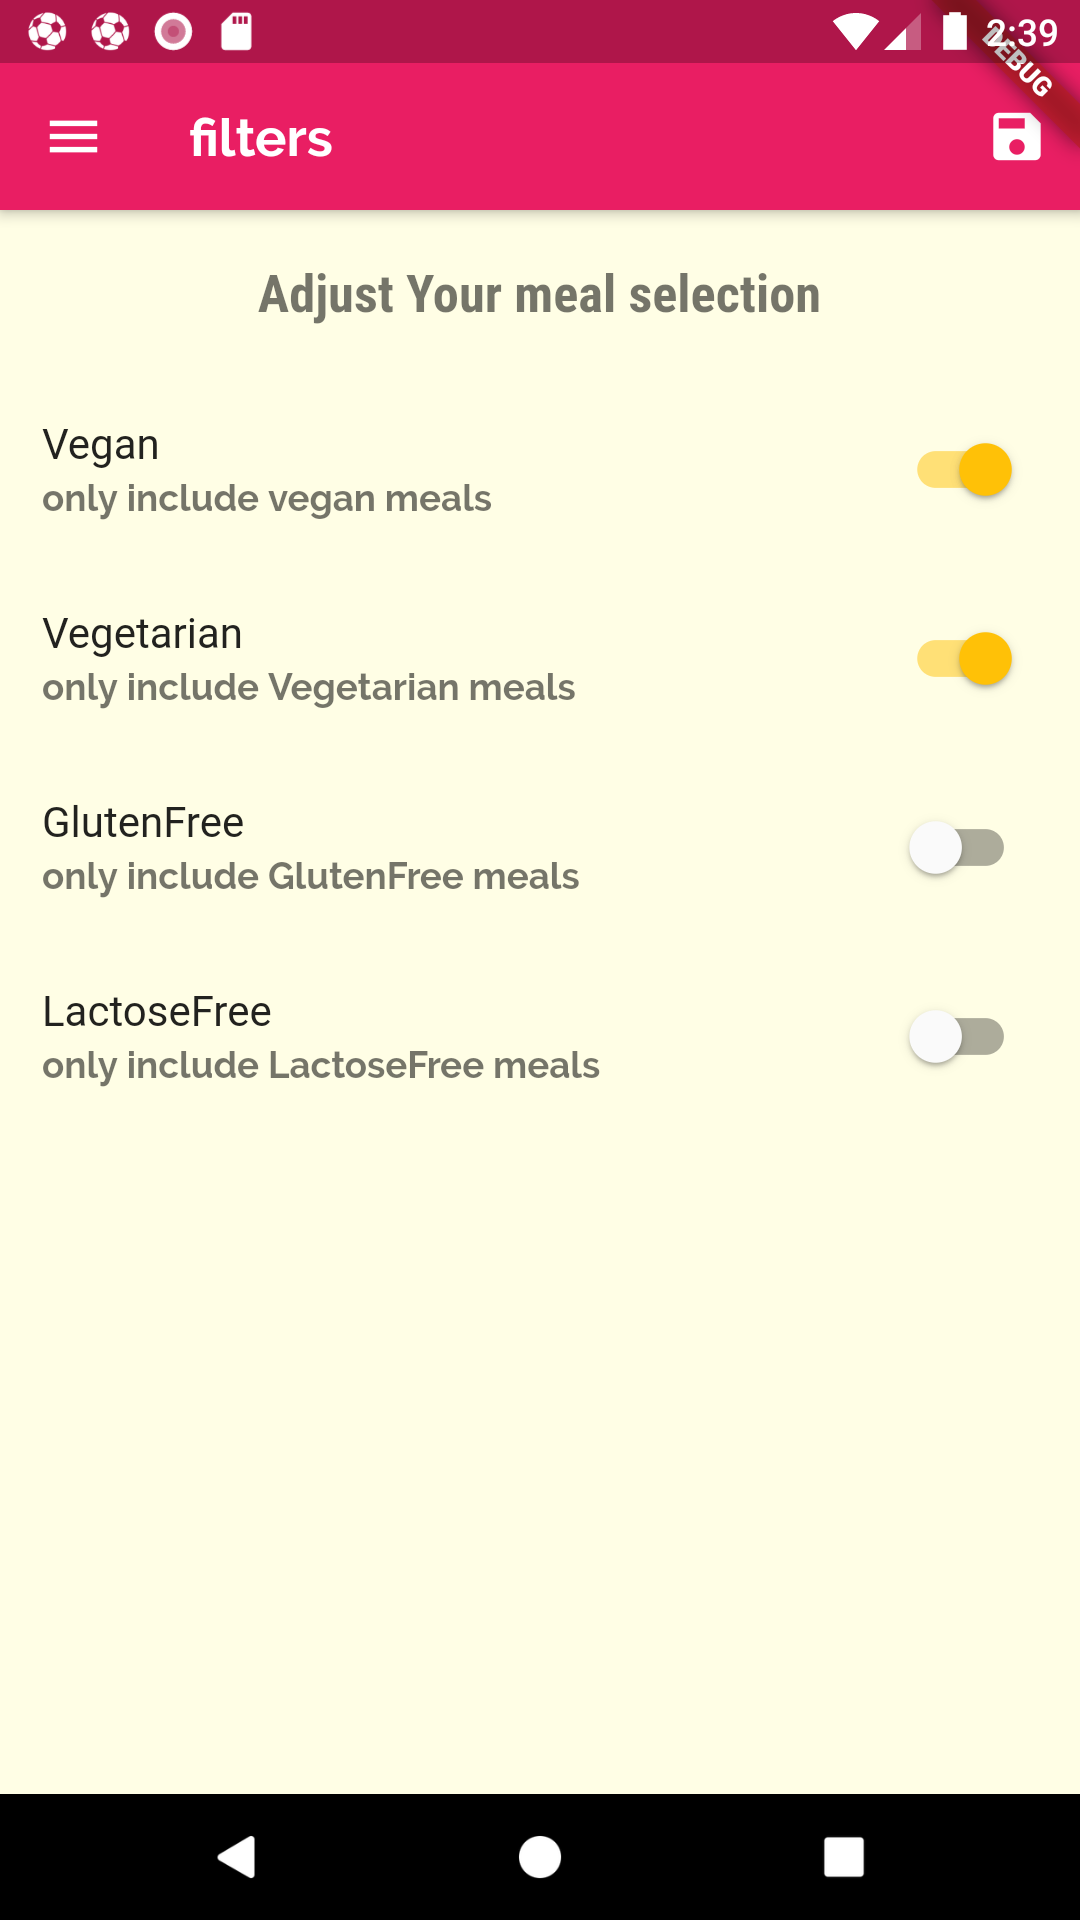 2:39
DEBUG
filters
Adjust Your meal selection
Vegan
only include vegan meals
Vegetarian
only include Vegetarian meals
GlutenFree
only include GlutenFree meals
LactoseFree
only include LactoseFree meals